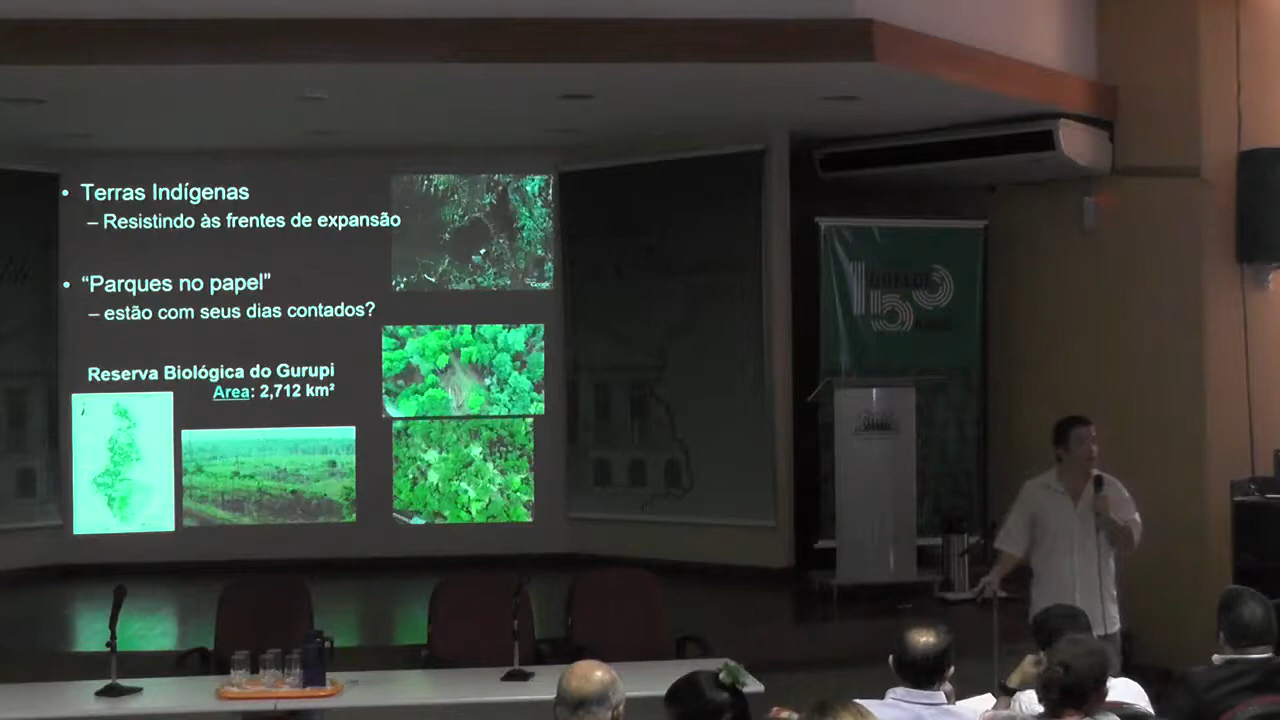 • Terras Indígenas
– Resistindo às frentes de expansão
• “Parques no papel”
– estão com seus dias contados?
Reserva Biológica do Gurupi
Area: 2,712 km²
150